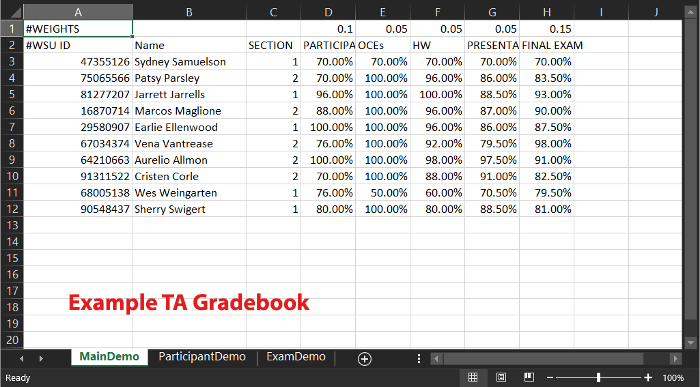 A B C D E F G H I J
1 #WEIGHTS 0.1 0.05 0.05 0.05 0.15
2 #WSU ID Name SECTION PARTICIPA OCEs HW PRESENTA FINAL EXAM
3 47355126 Sydney Samuelson 1 70.00% 70.00% 70.00% 70.00% 70.00%
4 75065566 Patsy Parsley 2 70.00% 100.00% 96.00% 86.00% 83.50%
5 81277207 Jarrett Jarrells 1 96.00% 100.00% 100.00% 88.50% 93.00%
6 16870714 Marcos Maglione 2 88.00% 100.00% 96.00% 87.00% 90.00%
7 29580907 Earlie Ellenwood 1 100.00% 100.00% 96.00% 86.00% 87.50%
8 67034374 Vena Vantrease 2 76.00% 100.00% 92.00% 79.50% 98.00%
9 64210663 Aurelio Allmon 2 100.00% 100.00% 98.00% 97.50% 91.00%
10 91311522 Cristen Corle 2 70.00% 100.00% 88.00% 91.00% 82.50%
11 68005138 Wes Weingarten 1 76.00% 50.00% 60.00% 70.50% 79.50%
12 90548437 Sherry Swigert 1 80.00% 100.00% 80.00% 88.50% 81.00%
13
14
15
16
17
18 Example TA Gradebook
19
20
MainDemo ParticipantDemo ExamDemo
Ready 100%